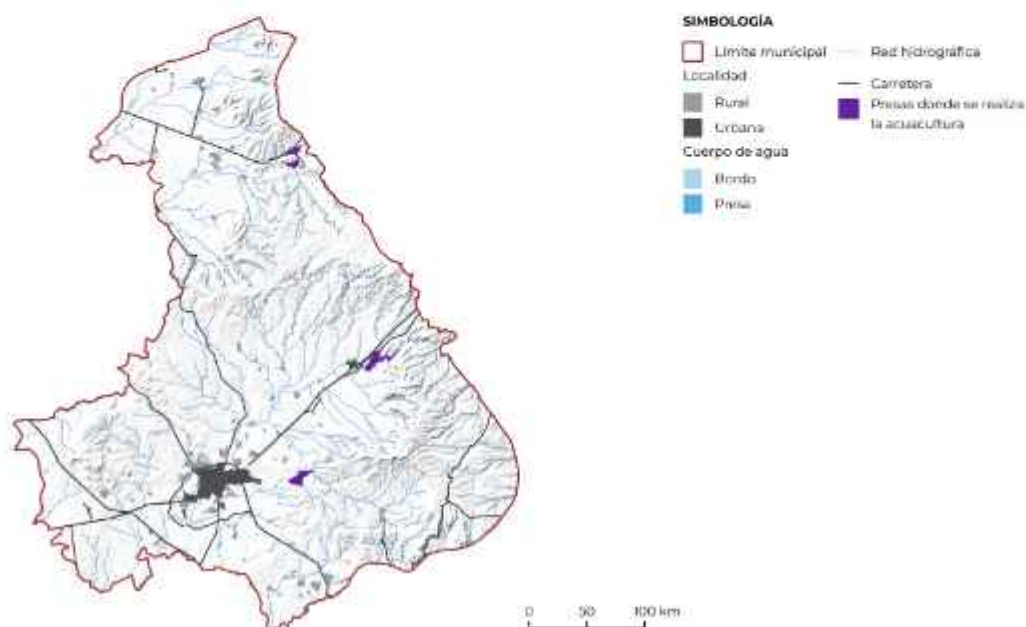 SIMBOLOGÍA
Límite municipal
Localidad
Rural
Urbana
Cuerpo de agua
Bordo
Presa
Red hidrográfica
Carretera
Presas donde se realiza
la acuacultura
0 50 100 km